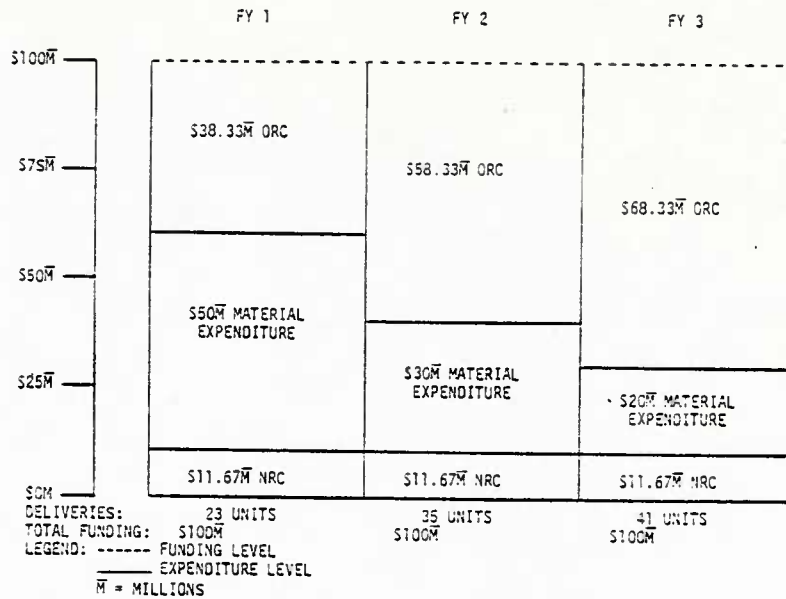 FY 1 FY 2 FY 3
$100M̅
$38.33M̅ ORC
$75M̅
$58.33M̅ ORC
$68.33M̅ ORC
$50M̅
$50M̅ MATERIAL
EXPENDITURE
$25M̅
$30M̅ MATERIAL
EXPENDITURE
$20M̅ MATERIAL
EXPENDITURE
$11.67M̅ NRC $11.67M̅ NRC $11.67M̅ NRC
$0M
DELIVERIES: 23 UNITS 35 UNITS 41 UNITS
TOTAL FUNDING: $100M̅ $100M̅ $100M̅
LEGEND: ------ FUNDING LEVEL
—— EXPENDITURE LEVEL
M̅ = MILLIONS